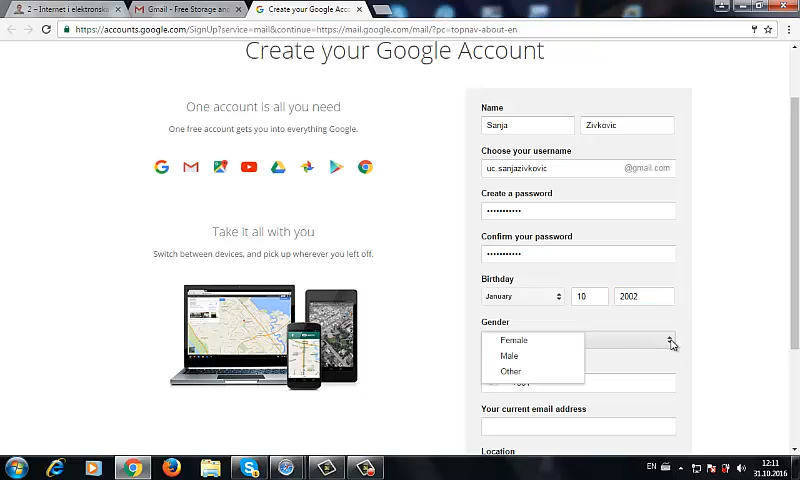 2 – Internet i elektronska
Gmail - Free Storage an
Create your Google Acco
https://accounts.google.com/SignUp?service=mail&continue=https://mail.google.com/mail/?pc=topnav-about-en
Create your Google Account
One account is all you need
One free account gets you into everything Google.
Take it all with you
Switch between devices, and pick up wherever you left off.
Name
Sanja
Zivkovic
Choose your username
uc.sanjazivkovic
@gmail.com
Create a password
Confirm your password
Birthday
January
10
2002
Gender
Female
Male
Other
Your current email address
Location
EN
12:11
31.10.2016